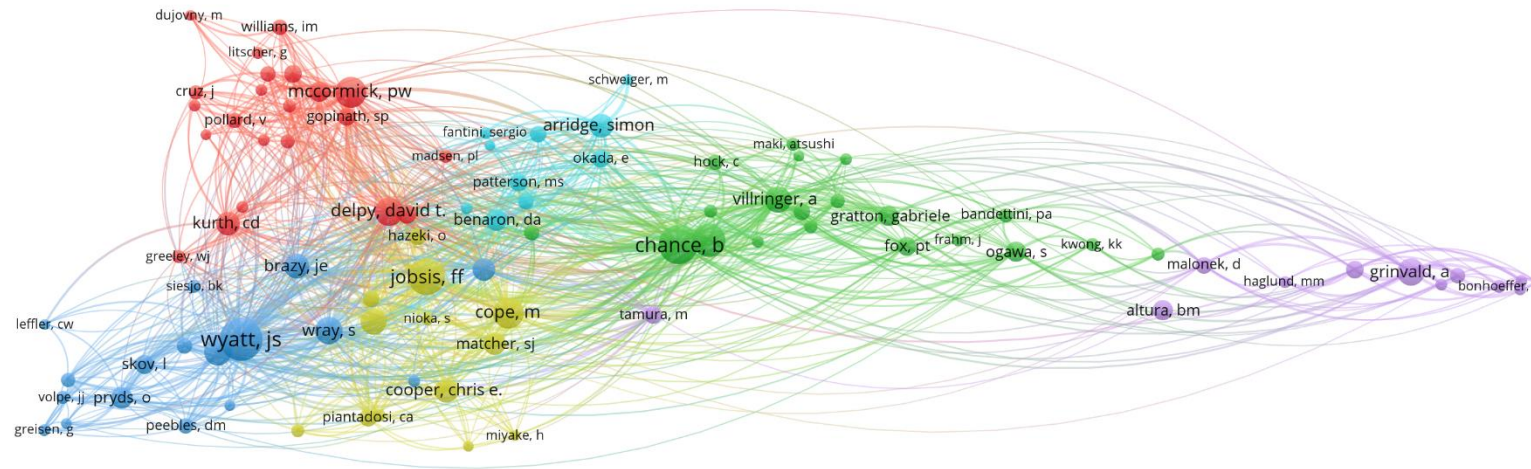 dujovny, m
williams, im
litscher, g
cruz, j
mccormick, pw
pollard, v
gopinath, sp
schweiger, m
fantini, sergio
arridge, simon
madsen, pl
okada, e
maki, atsushi
hock, c
patterson, ms
villringer, a
kurth, cd
delpy, david t.
benaron, da
gratton, gabriele
bandettini, pa
hazeki, o
chance, b
fox, pt
frahm, j
ogawa, s
kwong, kk
greeley, wj
brazy, je
jobsis, ff
malonek, d
grinvald, a
siesjo, bk
haglund, mm
bonhoeffer,
leffler, cw
nioka, s
cope, m
tamura, m
altura, bm
wyatt, js
wray, s
matcher, sj
skov, l
volpe, jj
pryds, o
cooper, chris e.
greisen, g
peebles, dm
piantadosi, ca
miyake, h